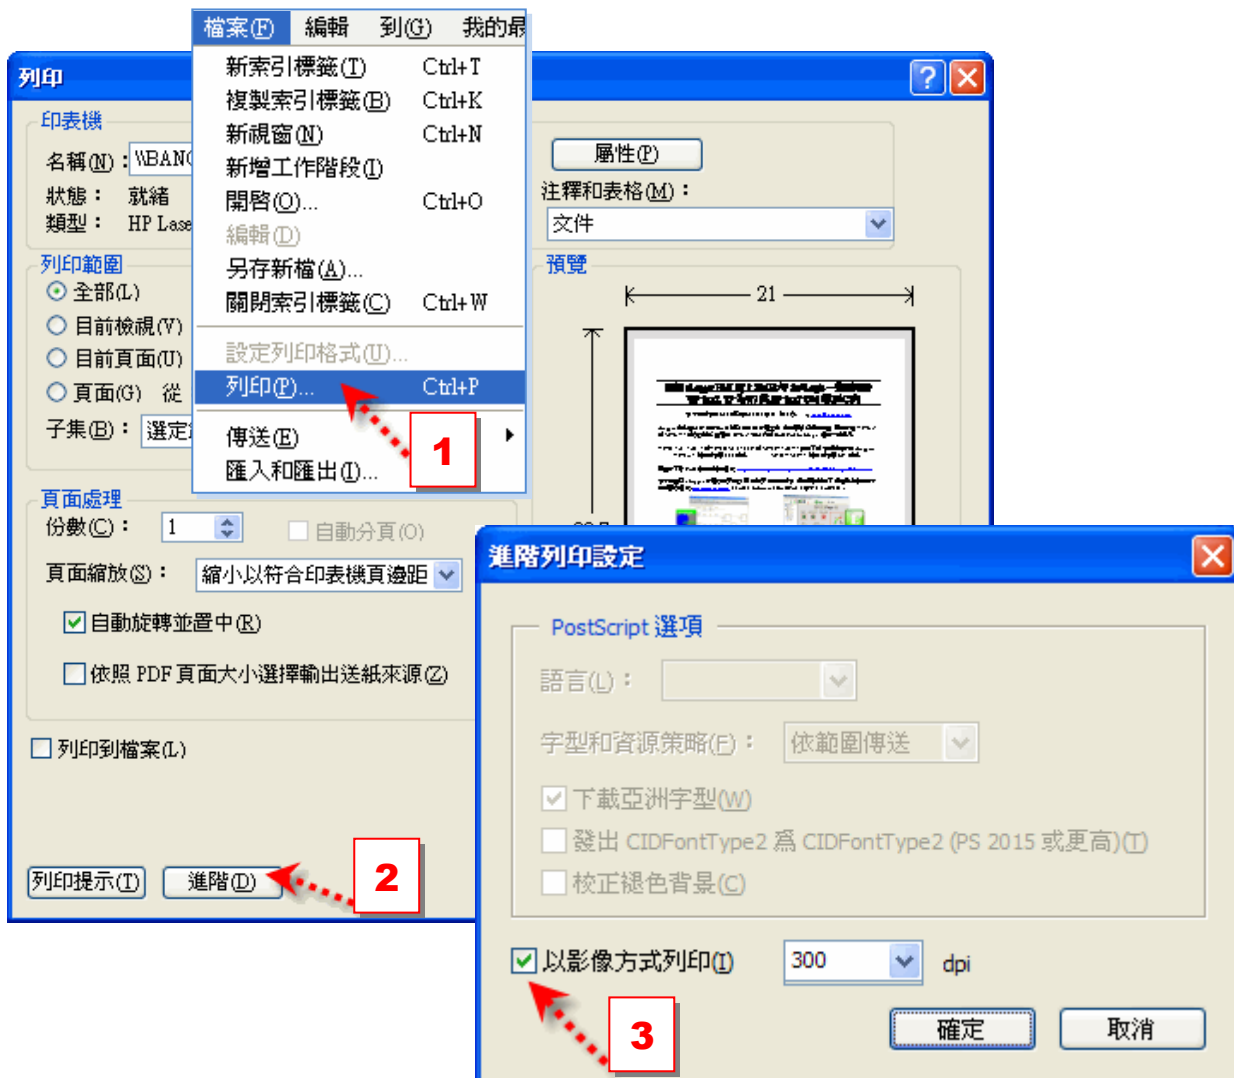 檔案(F) 編輯 到(G) 我的最
新索引標籤(T) Ctrl+T
複製索引標籤(B) Ctrl+K
新視窗(N) Ctrl+N
新增工作階段(I)
開啓(O)... Ctrl+O
編輯(D)
另存新檔(A)...
關閉索引標籤(C) Ctrl+W
設定列印格式(U)...
列印(P)... Ctrl+P
傳送(E)
匯入和匯出(I)...
1
列印
印表機
名稱(N)： \\BANG
屬性(P)
狀態： 就緒
類型： HP Lase
注釋和表格(M)：
文件
列印範圍
全部(L)
目前檢視(V)
目前頁面(U)
頁面(G) 從
子集(B)： 選定
預覽
21
頁面處理
份數(C)： 1
自動分頁(O)
頁面縮放(S)： 縮小以符合印表機頁邊距
自動旋轉並置中(R)
依照 PDF 頁面大小選擇輸出送紙來源(Z)
列印到檔案(L)
列印提示(T) 進階(D)
2
進階列印設定
PostScript 選項
語言(L)：
字型和資源策略(F)： 依範圍傳送
下載亞洲字型(W)
發出 CIDFontType2 爲 CIDFontType2 (PS 2015 或更高)(T)
校正褪色背景(C)
以影像方式列印(I) 300 dpi
3
確定 取消